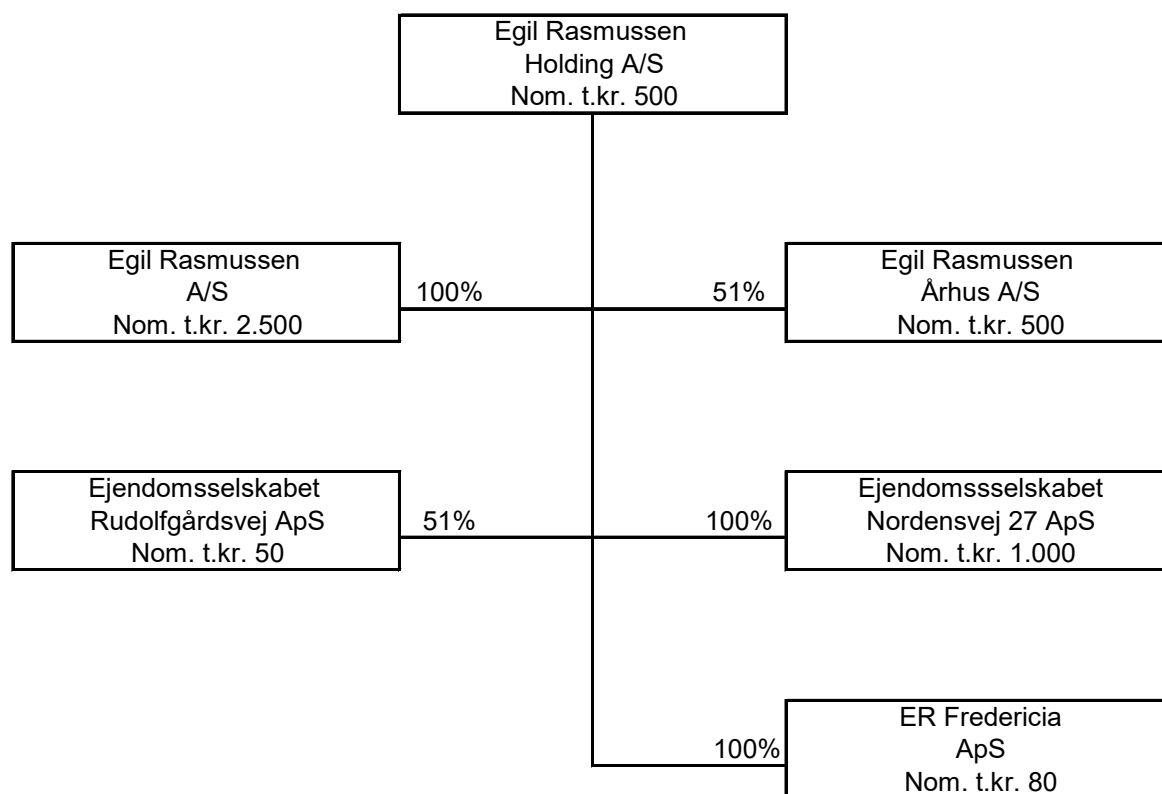 Egil Rasmussen
Holding A/S
Nom. t.kr. 500
Egil Rasmussen
A/S
Nom. t.kr. 2.500
100%
51%
Egil Rasmussen
Århus A/S
Nom. t.kr. 500
Ejendomsselskabet
Rudolfgårdsvej ApS
Nom. t.kr. 50
51%
100%
Ejendomssselskabet
Nordensvej 27 ApS
Nom. t.kr. 1.000
100%
ER Fredericia
ApS
Nom. t.kr. 80